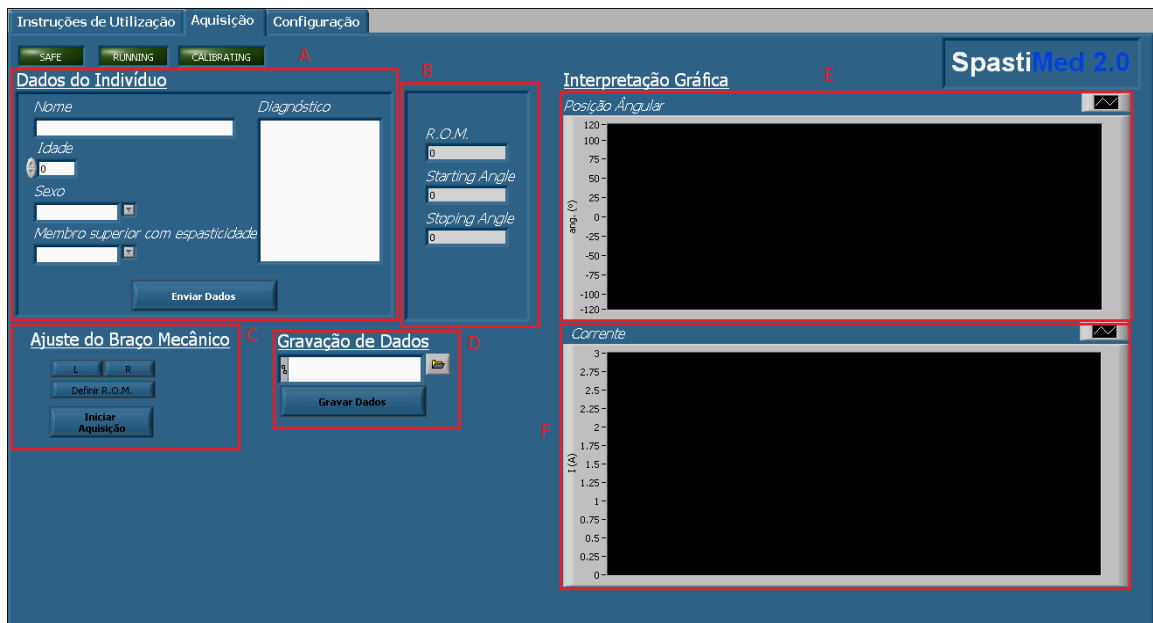 Instruções de Utilização
Aquisição
Configuração
SAFE
RUNNING
CALIBRATING
A
Dados do Indivíduo
Nome
Diagnóstico
Idade
0
Sexo
Membro superior com espasticidade
Enviar Dados
B
R.O.M.
0
Starting Angle
0
Stoping Angle
0
C
Ajuste do Braço Mecânico
L
R
Definir R.O.M.
Iniciar
Aquisição
D
Gravação de Dados
Gravar Dados
SpastiMed 2.0
E
Interpretação Gráfica
Posição Ângular
ang. (º)
120
100
75
50
25
0
-25
-50
-75
-100
-120
F
Corrente
I (A)
3
2.75
2.5
2.25
2
1.75
1.5
1.25
1
0.75
0.5
0.25
0